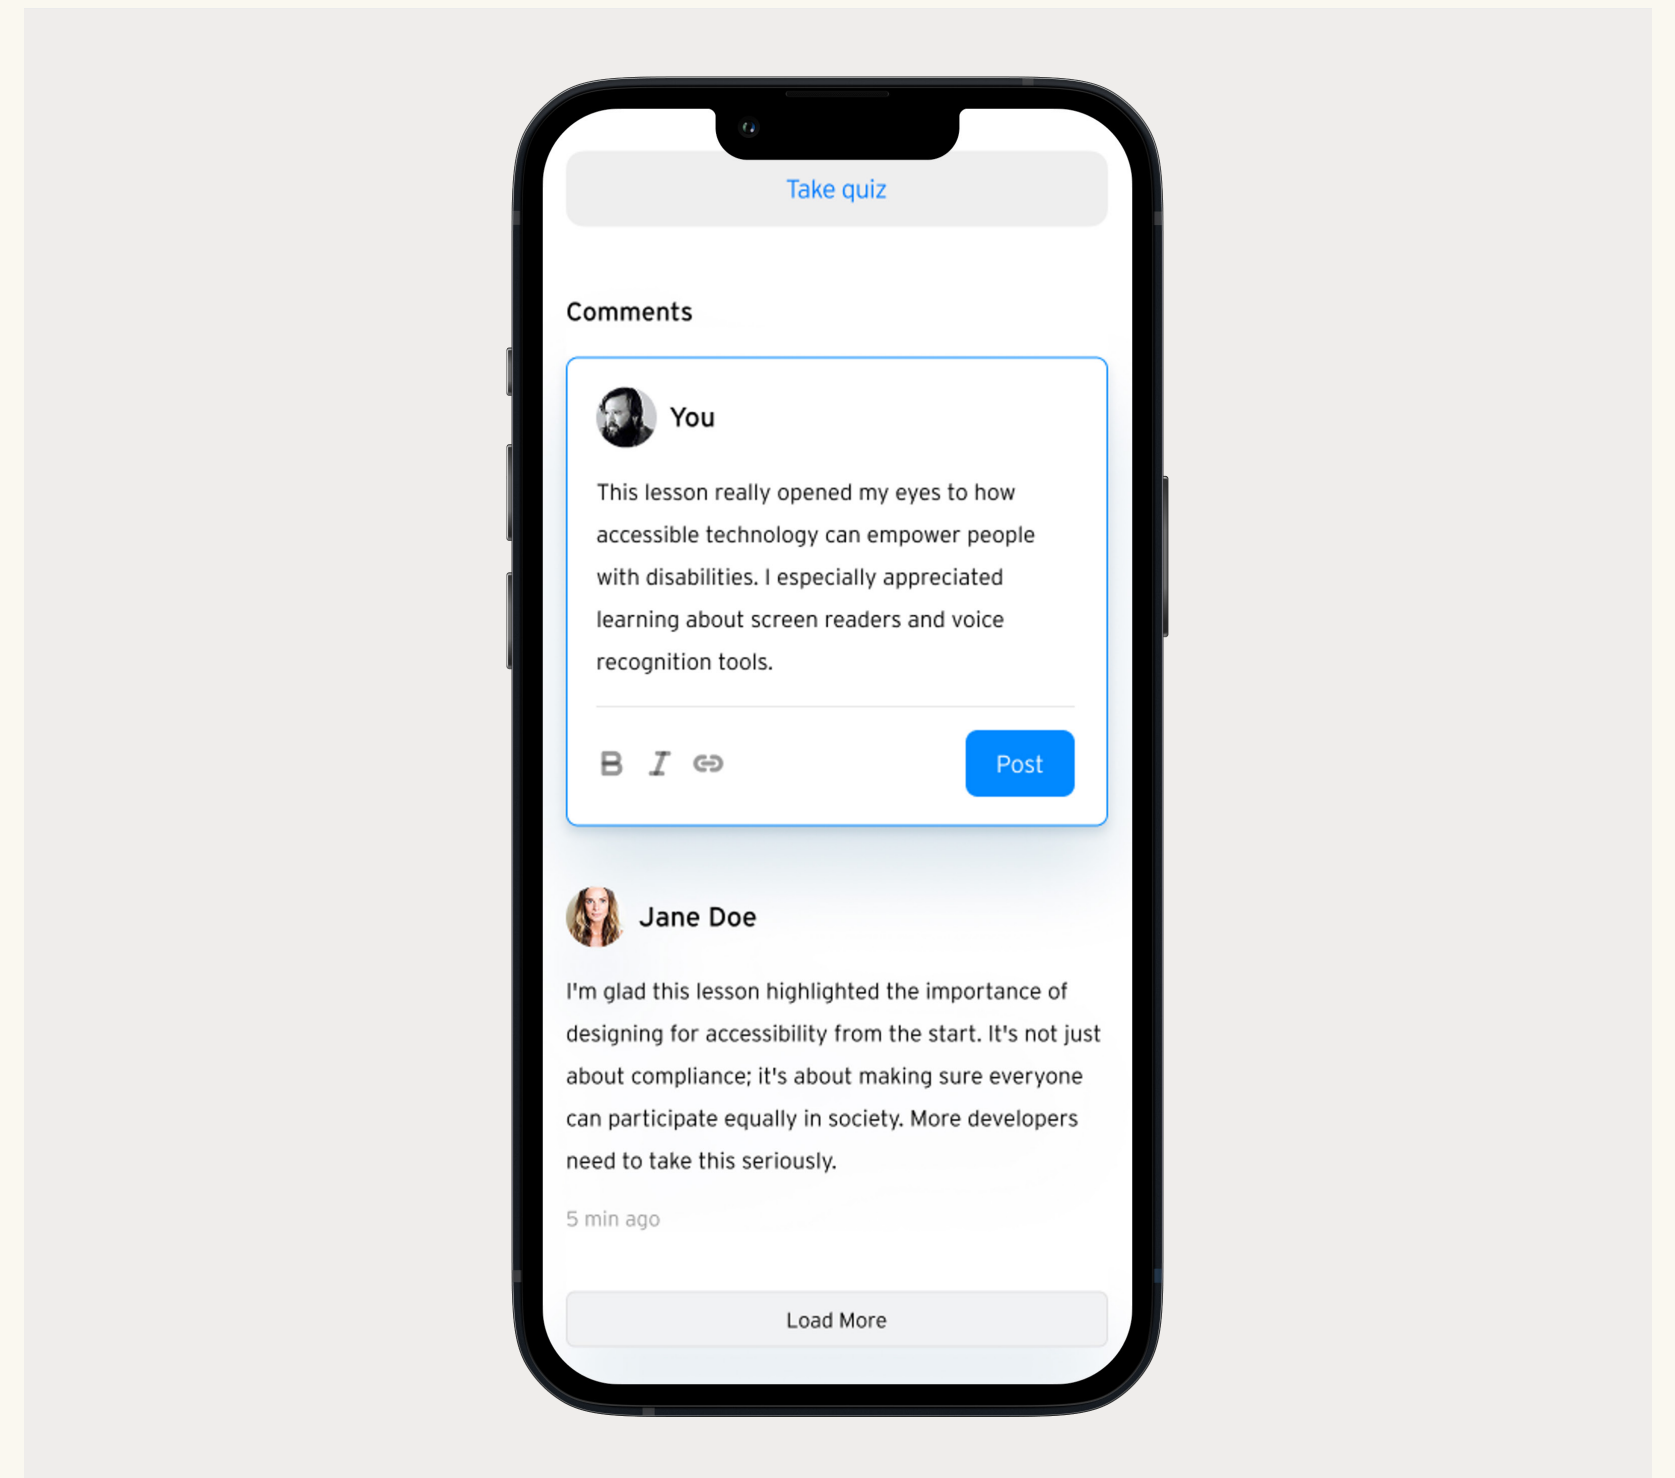 Take quiz
Comments
You
This lesson really opened my eyes to how
accessible technology can empower people
with disabilities. I especially appreciated
learning about screen readers and voice
recognition tools.
B I
Post
Jane Doe
I'm glad this lesson highlighted the importance of
designing for accessibility from the start. It's not just
about compliance; it's about making sure everyone
can participate equally in society. More developers
need to take this seriously.
5 min ago
Load More